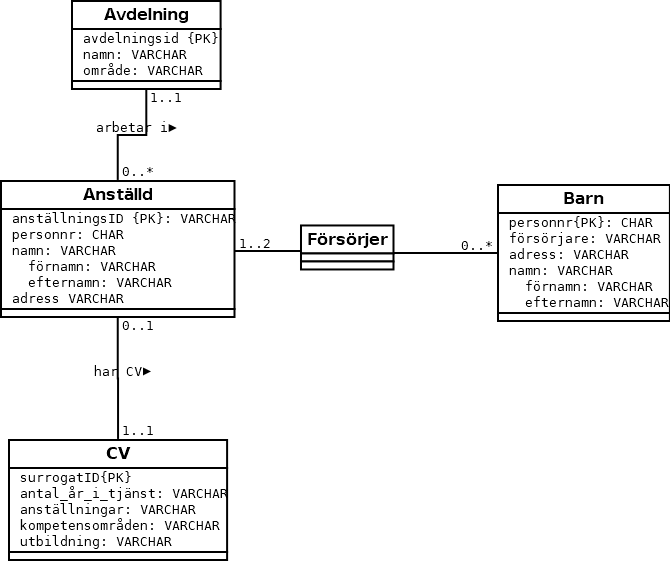 Avdelning
avdelningsid {PK}
namn: VARCHAR
område: VARCHAR
1..1
arbetar i▶
0..*
Anställd
anställningsID {PK}: VARCHAR
personnr: CHAR
namn: VARCHAR
förnamn: VARCHAR
efternamn: VARCHAR
adress VARCHAR
1..2
Försörjer
0..*
Barn
personnr{PK}: CHAR
försörjare: VARCHAR
adress: VARCHAR
namn: VARCHAR
förnamn: VARCHAR
efternamn: VARCHAR
0..1
har CV▶
1..1
CV
surrogatID{PK}
antal_år_i_tjänst: VARCHAR
anställningar: VARCHAR
kompetensområden: VARCHAR
utbildning: VARCHAR